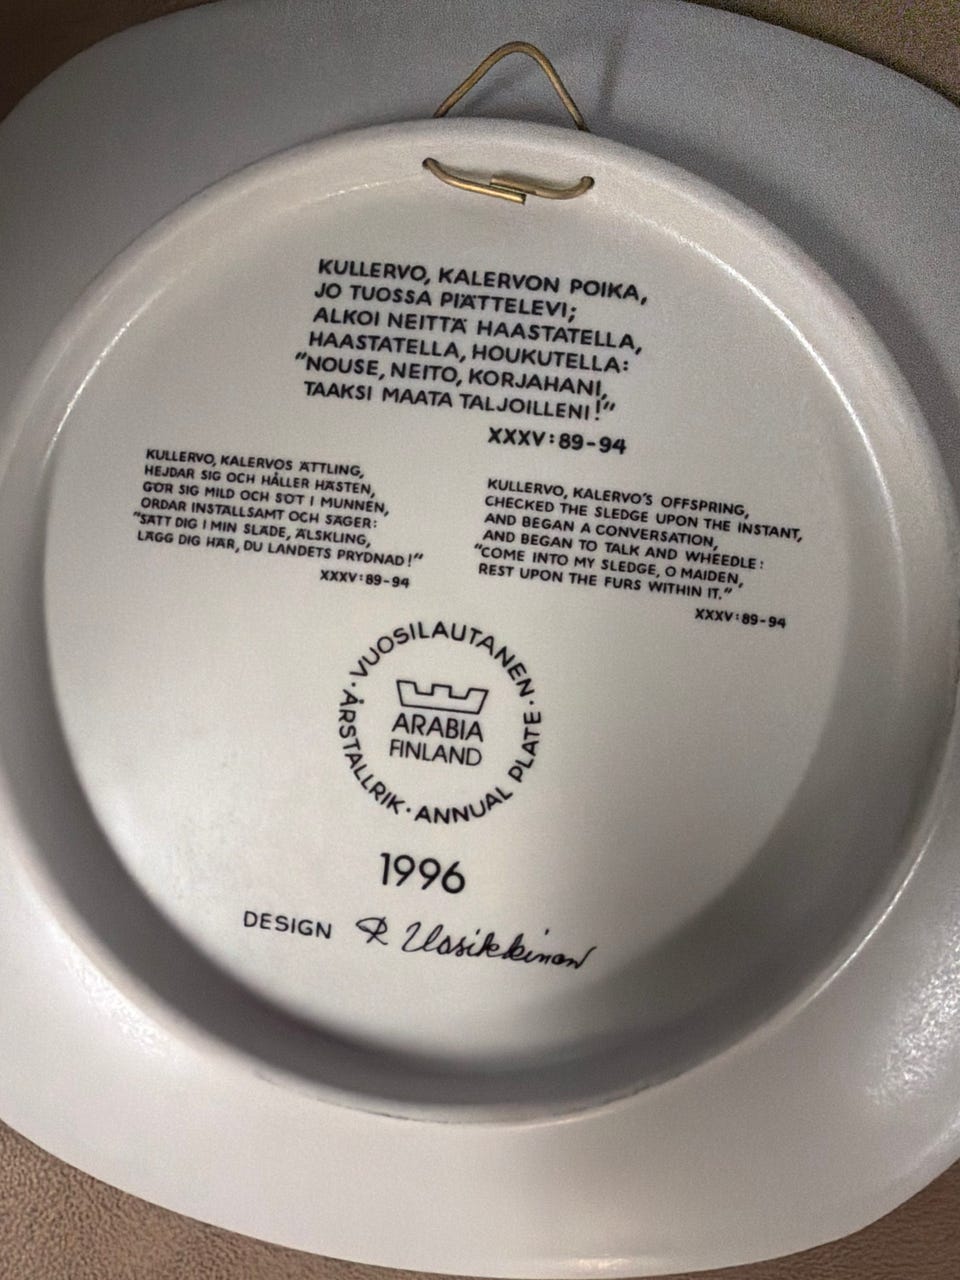 KULLERVO, KALERVON POIKA,
JO TUOSSA PIÄTTELEVI;
ALKOI NEITTÄ HAASTATELLA,
HAASTATELLA, HOUKUTELLA:
"NOUSE, NEITO, KORJAHANI,
TAAKSI MAATA TALJOILLENI!"
XXXV:89-94
KULLERVO, KALERVOS ÄTTLING,
HEJDAR SIG OCH HÅLLER HÄSTEN,
GÖR SIG MILD OCH SÖT I MUNNEN,
ORDAR INSTÄLLSAMT OCH SÄGER:
"SÄTT DIG I MIN SLÄDE, ÄLSKLING,
LÄGG DIG HÄR, DU LANDETS PRYDNAD!"
XXXV:89-94
KULLERVO, KALERVO'S OFFSPRING,
CHECKED THE SLEDGE UPON THE INSTANT,
AND BEGAN A CONVERSATION,
AND BEGAN TO TALK AND WHEEDLE:
"COME INTO MY SLEDGE, O MAIDEN,
REST UPON THE FURS WITHIN IT."
XXXV:89-94
· VUOSILAUTANEN · ANNUAL PLATE · ÅRSTALLRIK
ARABIA
FINLAND
1996
DESIGN R Uosikkinen